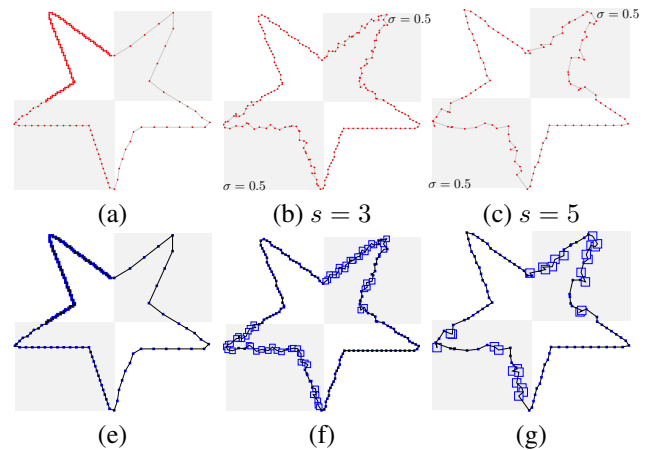 σ = 0.5
σ = 0.5
σ = 0.5
σ = 0.5
(a)
(b) s = 3
(c) s = 5
(e)
(f)
(g)